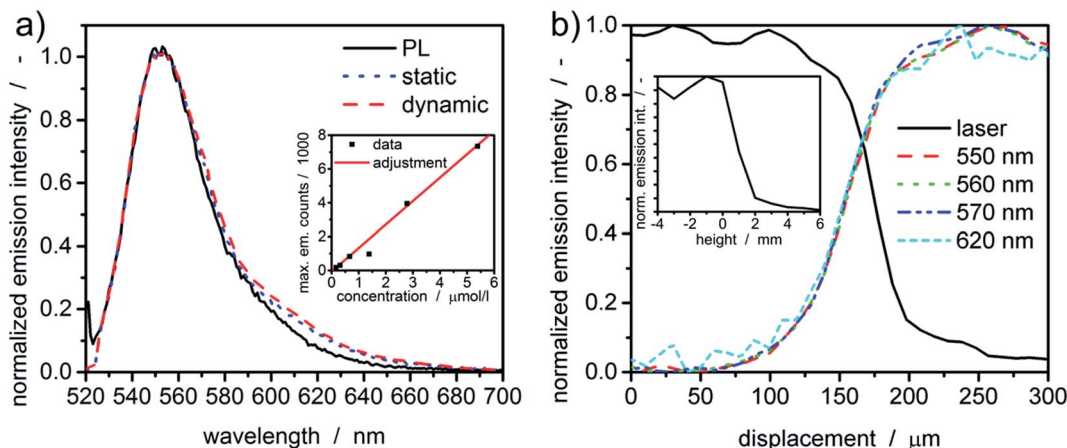 a)
normalized emission intensity / -
1.0
0.8
0.6
0.4
0.2
0.0
520 540 560 580 600 620 640 660 680 700
wavelength / nm
PL
static
dynamic
max. em. counts / 1000
8
6
4
2
0
data
adjustment
0 1 2 3 4 5 6
concentration / μmol/l
b)
normalized emission intensity / -
1.0
0.8
0.6
0.4
0.2
0.0
0 50 100 150 200 250 300
displacement / μm
norm. emission int. / -
-4 -2 0 2 4 6
height / mm
laser
550 nm
560 nm
570 nm
620 nm